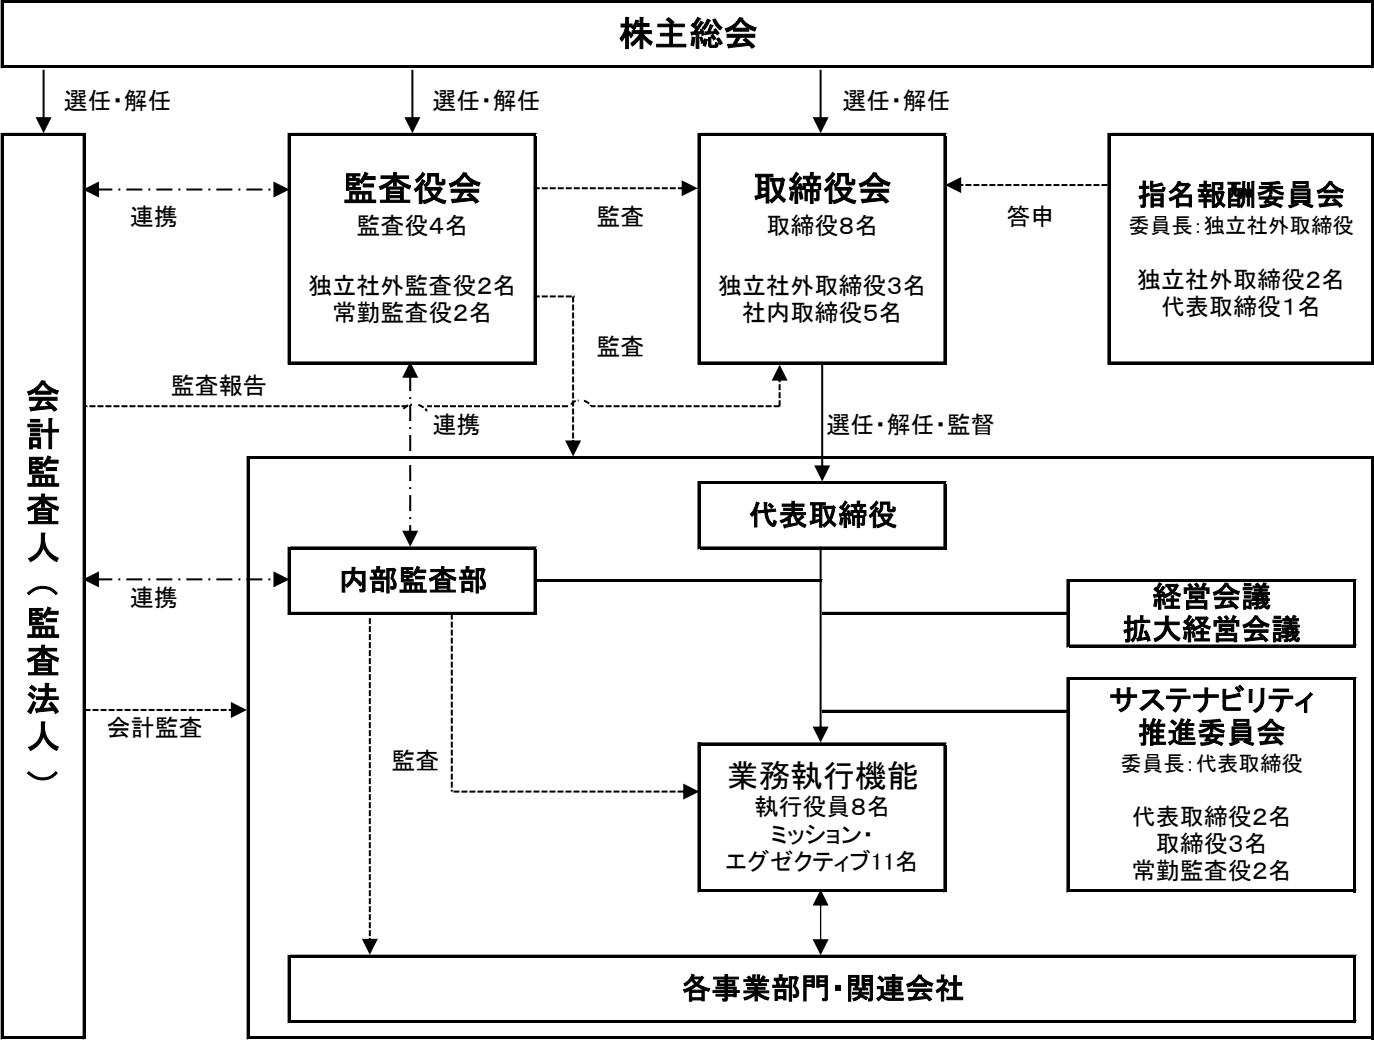 株主総会
選任・解任
選任・解任
選任・解任
監査役会
監査役4名
独立社外監査役2名
常勤監査役2名
取締役会
取締役8名
独立社外取締役3名
社内取締役5名
指名報酬委員会
委員長：独立社外取締役
独立社外取締役2名
代表取締役1名
連携
監査
答申
監査
監査報告
連携
選任・解任・監督
会計監査人（監査法人）
代表取締役
内部監査部
連携
経営会議
拡大経営会議
会計監査
監査
サステナビリティ
推進委員会
委員長：代表取締役
代表取締役2名
取締役3名
常勤監査役2名
業務執行機能
執行役員8名
ミッション・
エグゼクティブ11名
各事業部門・関連会社